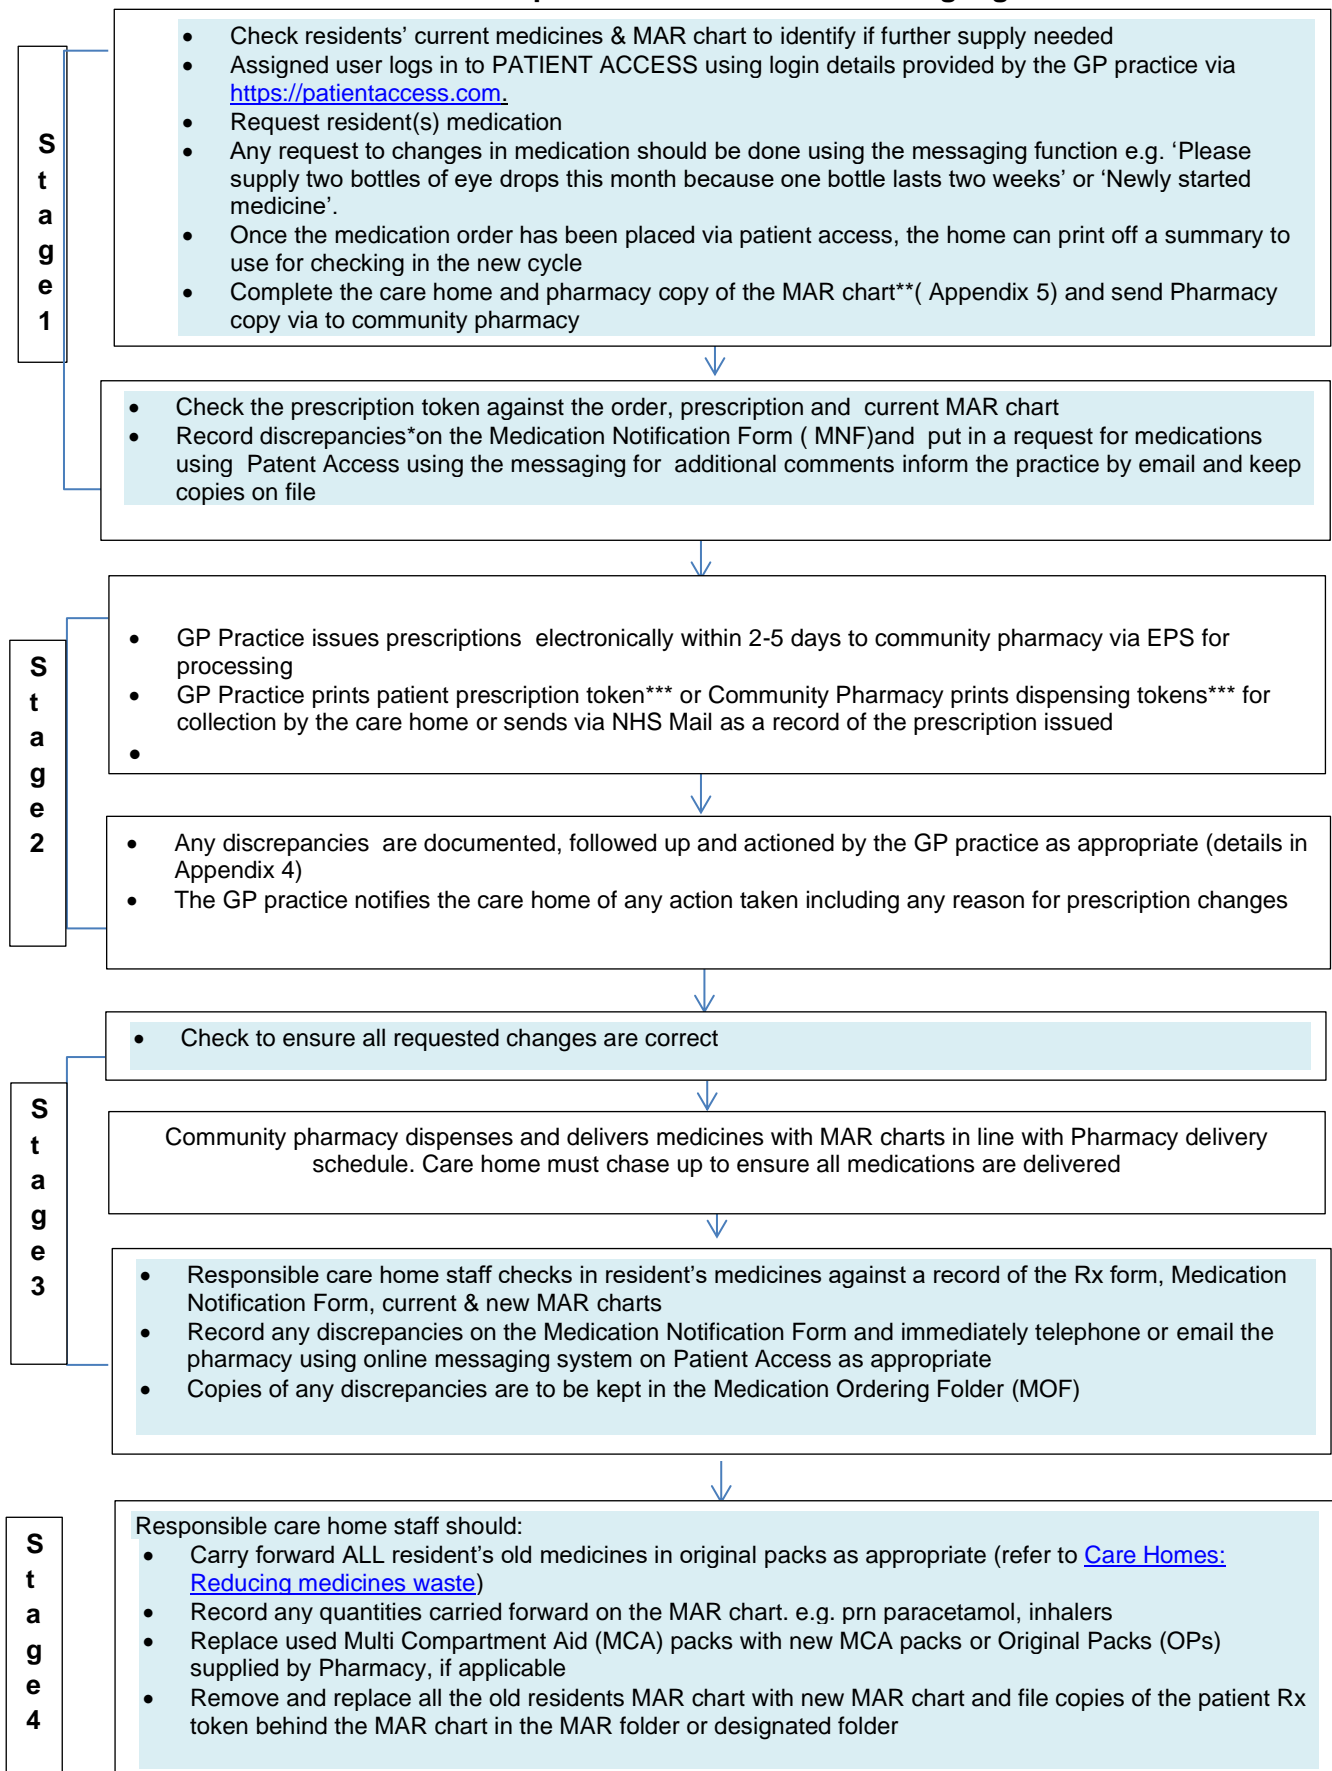 Stage1
• Check residents’ current medicines & MAR chart to identify if further supply needed
• Assigned user logs in to PATIENT ACCESS using login details provided by the GP practice via
https://patientaccess.com.
• Request resident(s) medication
• Any request to changes in medication should be done using the messaging function e.g. ‘Please
supply two bottles of eye drops this month because one bottle lasts two weeks’ or ‘Newly started
medicine’.
• Once the medication order has been placed via patient access, the home can print off a summary to
use for checking in the new cycle
• Complete the care home and pharmacy copy of the MAR chart**( Appendix 5) and send Pharmacy
copy via to community pharmacy
• Check the prescription token against the order, prescription and current MAR chart
• Record discrepancies*on the Medication Notification Form ( MNF)and put in a request for medications
using Patent Access using the messaging for additional comments inform the practice by email and keep
copies on file
Stage2
• GP Practice issues prescriptions electronically within 2-5 days to community pharmacy via EPS for
processing
• GP Practice prints patient prescription token*** or Community Pharmacy prints dispensing tokens*** for
collection by the care home or sends via NHS Mail as a record of the prescription issued
•
• Any discrepancies are documented, followed up and actioned by the GP practice as appropriate (details in
Appendix 4)
• The GP practice notifies the care home of any action taken including any reason for prescription changes
Stage3
• Check to ensure all requested changes are correct
Community pharmacy dispenses and delivers medicines with MAR charts in line with Pharmacy delivery
schedule. Care home must chase up to ensure all medications are delivered
• Responsible care home staff checks in resident’s medicines against a record of the Rx form, Medication
Notification Form, current & new MAR charts
• Record any discrepancies on the Medication Notification Form and immediately telephone or email the
pharmacy using online messaging system on Patient Access as appropriate
• Copies of any discrepancies are to be kept in the Medication Ordering Folder (MOF)
Stage4
Responsible care home staff should:
• Carry forward ALL resident’s old medicines in original packs as appropriate (refer to Care Homes:
Reducing medicines waste)
• Record any quantities carried forward on the MAR chart. e.g. prn paracetamol, inhalers
• Replace used Multi Compartment Aid (MCA) packs with new MCA packs or Original Packs (OPs)
supplied by Pharmacy, if applicable
• Remove and replace all the old residents MAR chart with new MAR chart and file copies of the patient Rx
token behind the MAR chart in the MAR folder or designated folder